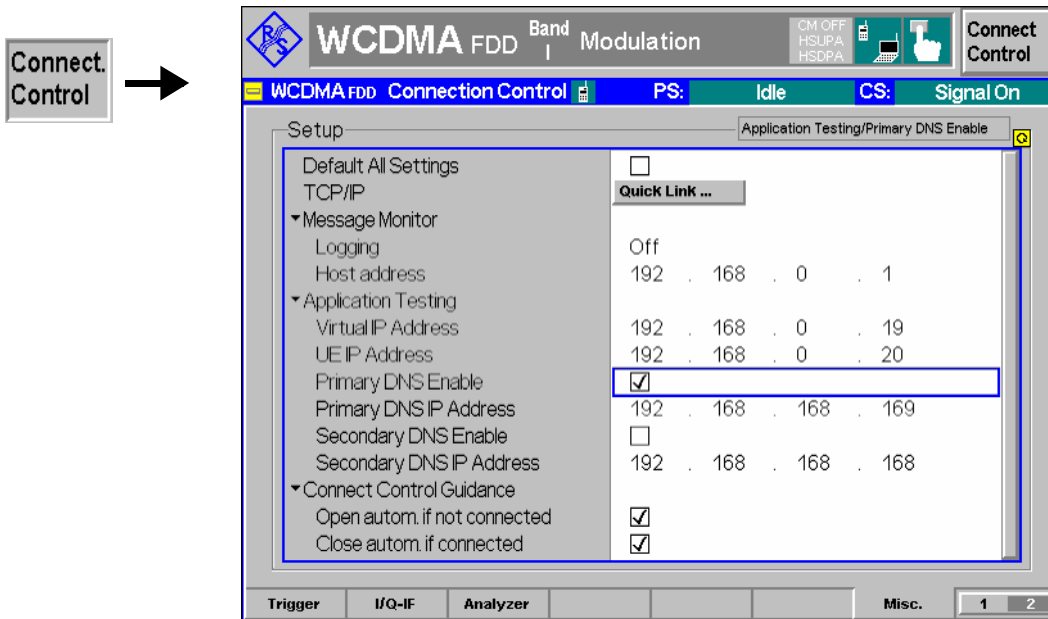 Connect.
Control
R&S
WCDMA FDD Band I Modulation
CM OFF
HSUPA
HSDPA
Connect
Control
WCDMA FDD Connection Control PS: Idle CS: Signal On
Setup
Application Testing/Primary DNS Enable
Default All Settings
TCP/IP Quick Link ...
Message Monitor
Logging Off
Host address 192 . 168 . 0 . 1
Application Testing
Virtual IP Address 192 . 168 . 0 . 19
UE IP Address 192 . 168 . 0 . 20
Primary DNS Enable
Primary DNS IP Address 192 . 168 . 168 . 169
Secondary DNS Enable
Secondary DNS IP Address 192 . 168 . 168 . 168
Connect Control Guidance
Open autom. if not connected
Close autom. if connected
Trigger I/Q-IF Analyzer Misc. 1 2